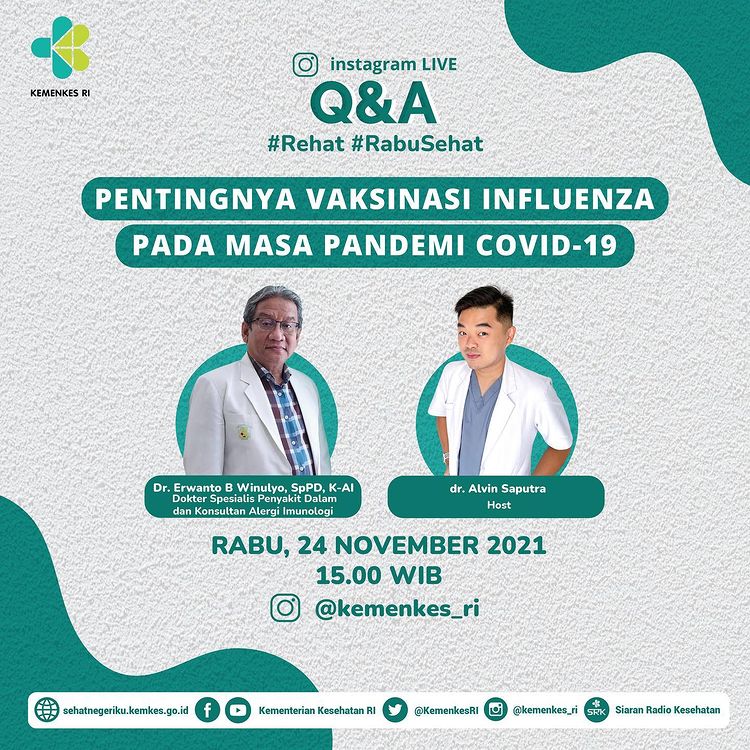 KEMENKES RI
instagram LIVE
Q&A
#Rehat #RabuSehat
PENTINGNYA VAKSINASI INFLUENZA
PADA MASA PANDEMI COVID-19
Dr. Erwanto B Winulyo, SpPD, K-AI
Dokter Spesialis Penyakit Dalam
dan Konsultan Alergi Imunologi
dr. Alvin Saputra
Host
RABU, 24 NOVEMBER 2021
15.00 WIB
@kemenkes_ri
sehatnegeriku.kemkes.go.id Kementerian Kesehatan RI @KemenkesRI @kemenkes_ri SRK Siaran Radio Kesehatan